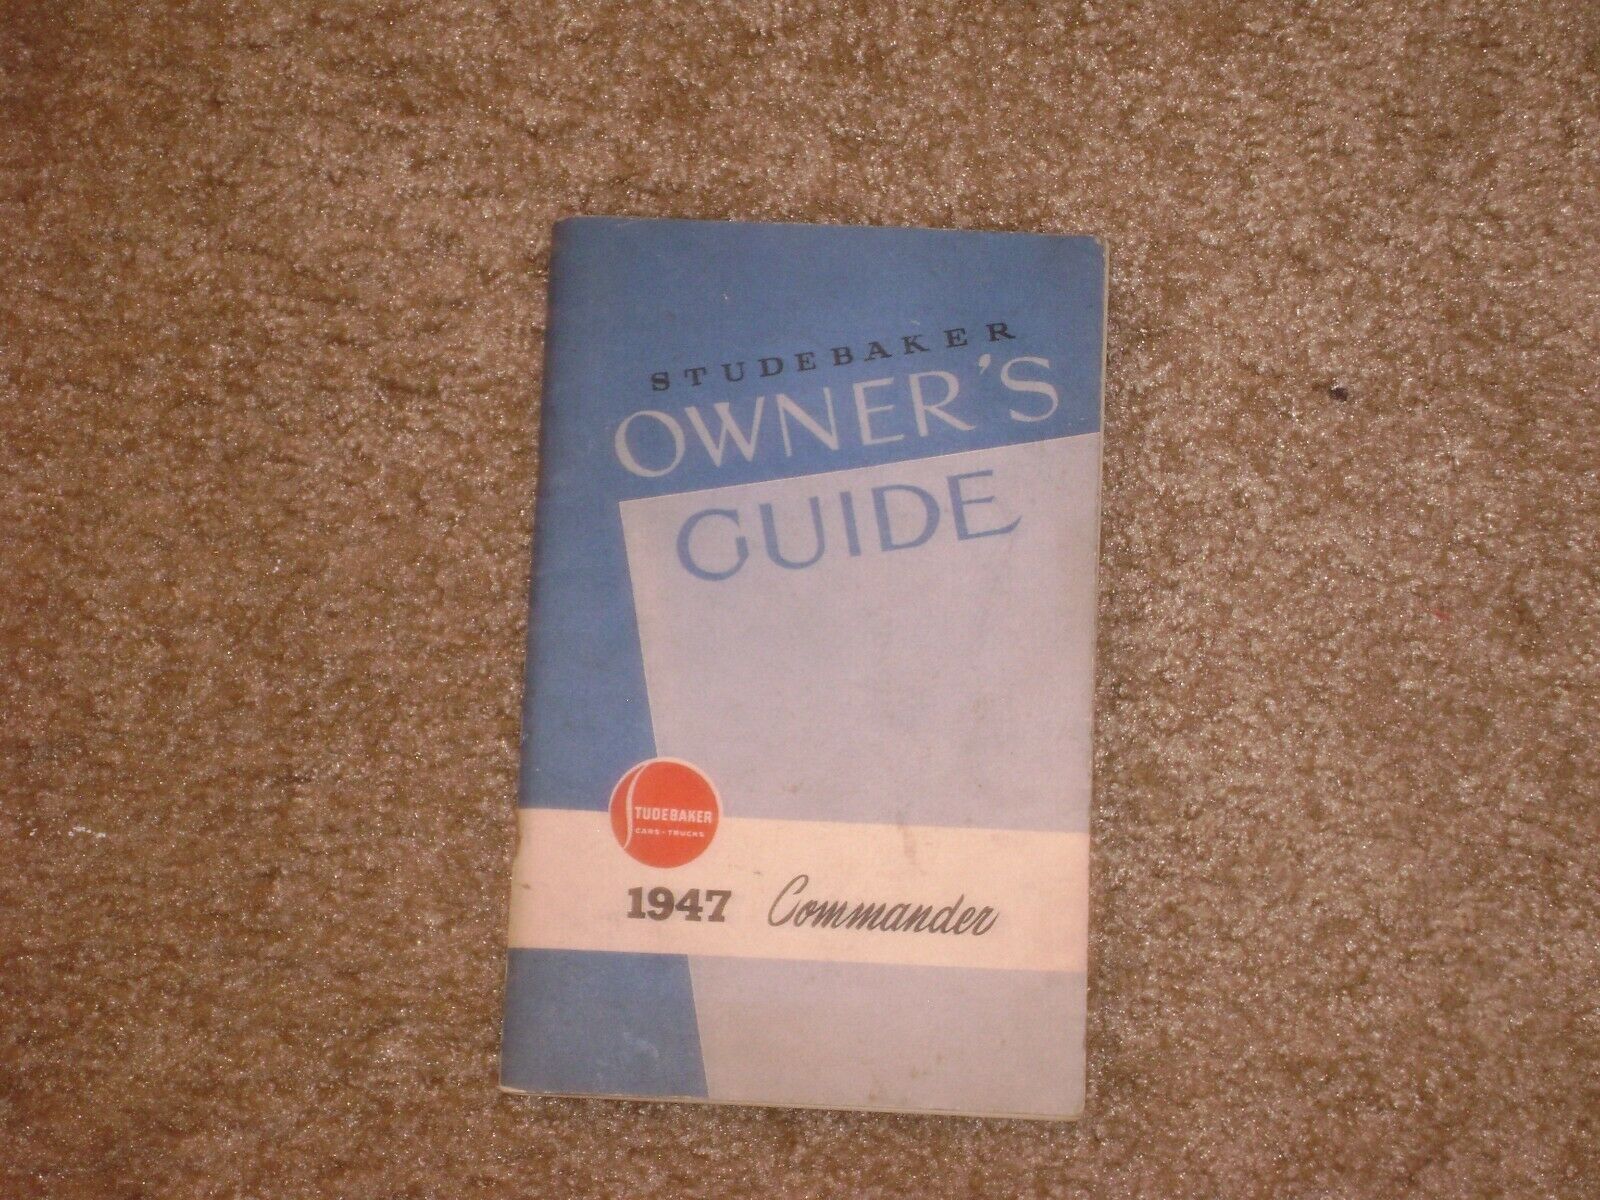 STUDEBAKER
OWNER'S
GUIDE
STUDEBAKER
CARS • TRUCKS
1947 Commander